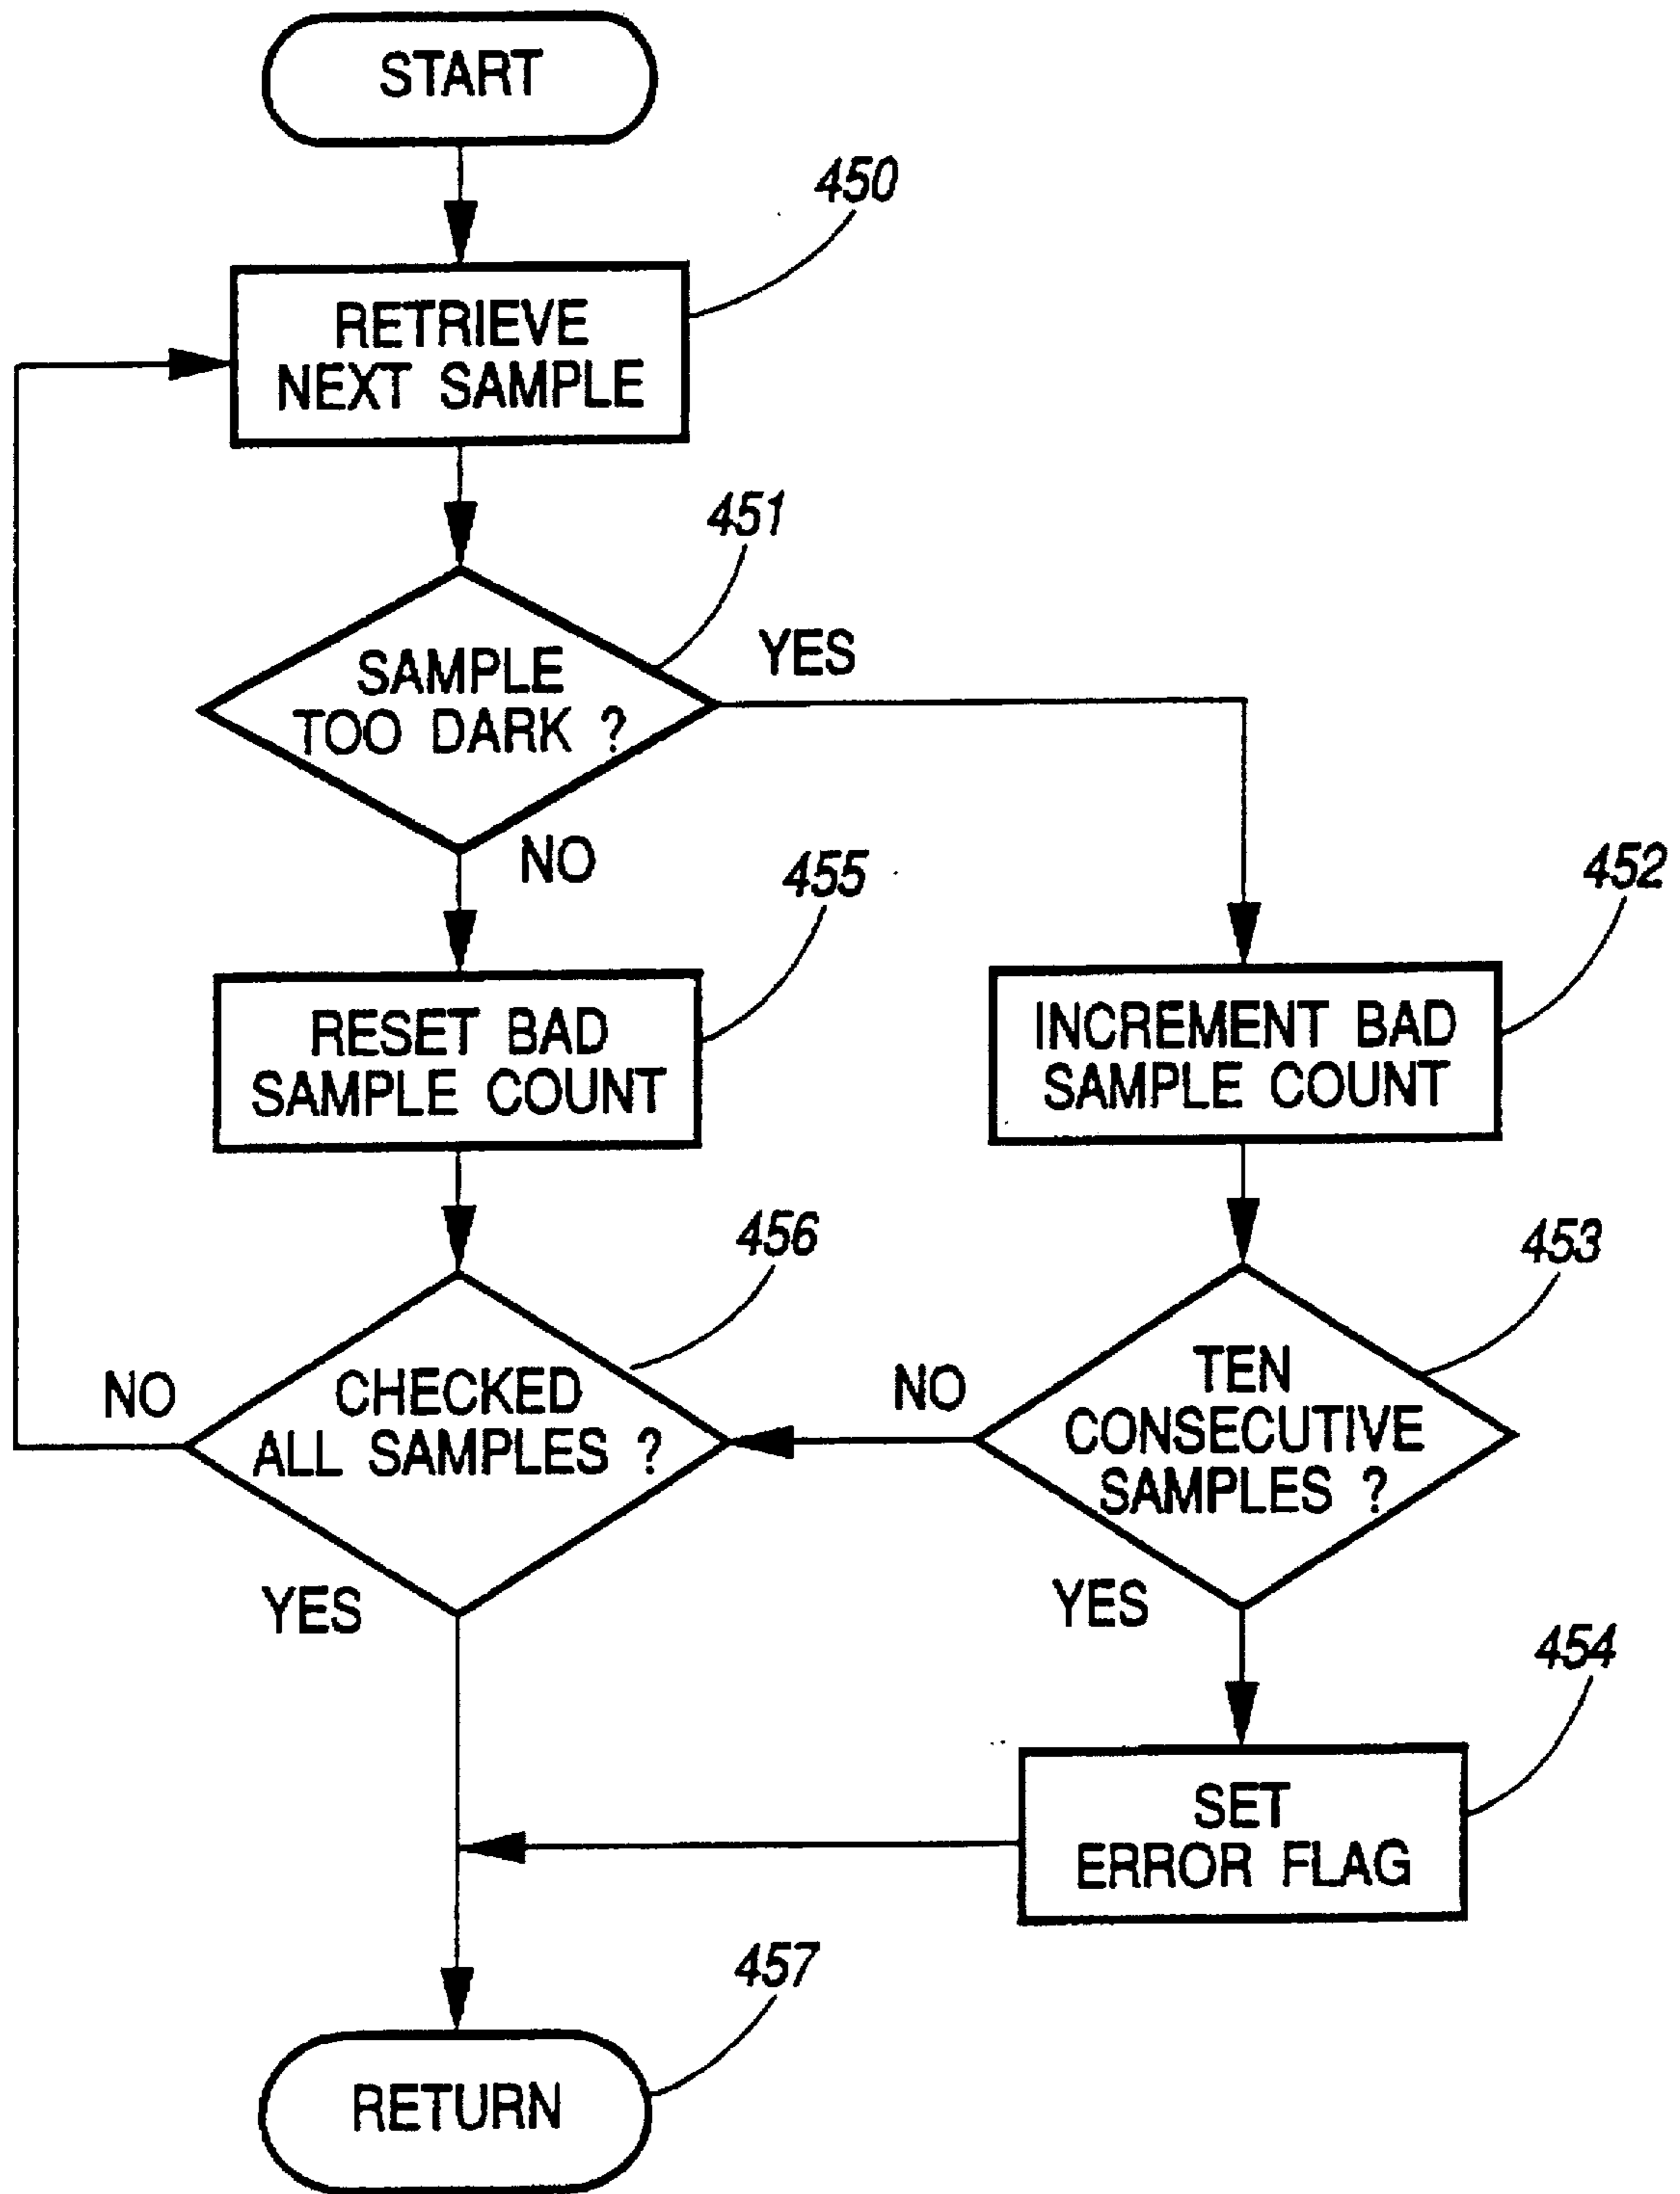 START
450
RETRIEVE
NEXT SAMPLE
451
SAMPLE
TOO DARK ?
YES
NO
455
452
RESET BAD
SAMPLE COUNT
INCREMENT BAD
SAMPLE COUNT
456
453
NO
CHECKED
ALL SAMPLES ?
NO
TEN
CONSECUTIVE
SAMPLES ?
YES
YES
454
SET
ERROR FLAG
457
RETURN